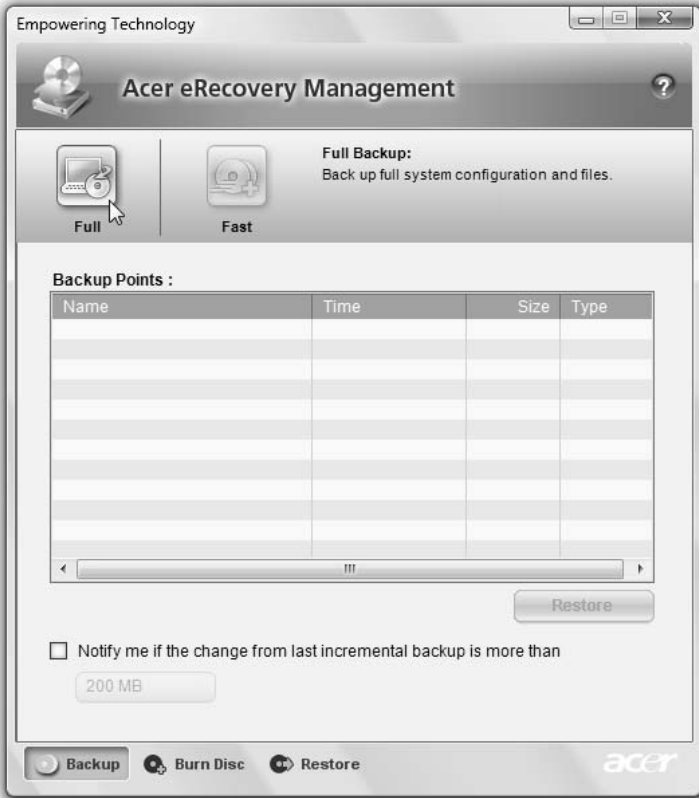 Empowering Technology
Acer eRecovery Management
?
Full
Fast
Full Backup:
Back up full system configuration and files.
Backup Points :
Name Time Size Type
Restore
Notify me if the change from last incremental backup is more than
200 MB
Backup Burn Disc Restore acer